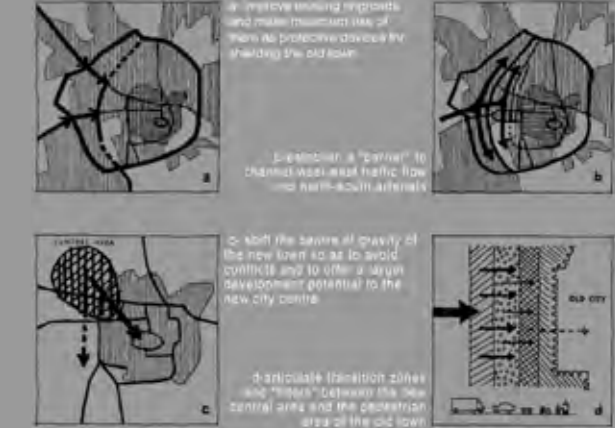 a- improve existing ringroads
and make maximum use of
them as protective devices for
shielding the old town
a
b-establish a "barrier" to
channel west-east traffic flow
into north-south arterials
b
CENTRAL AREA
c
c- shift the centre of gravity of
the new town so as to avoid
conflicts and to offer a larger
development potential to the
new city centre
OLD CITY
d
d-articulate transition zones
and "filters" between the new
central area and the pedestrian
area of the old town